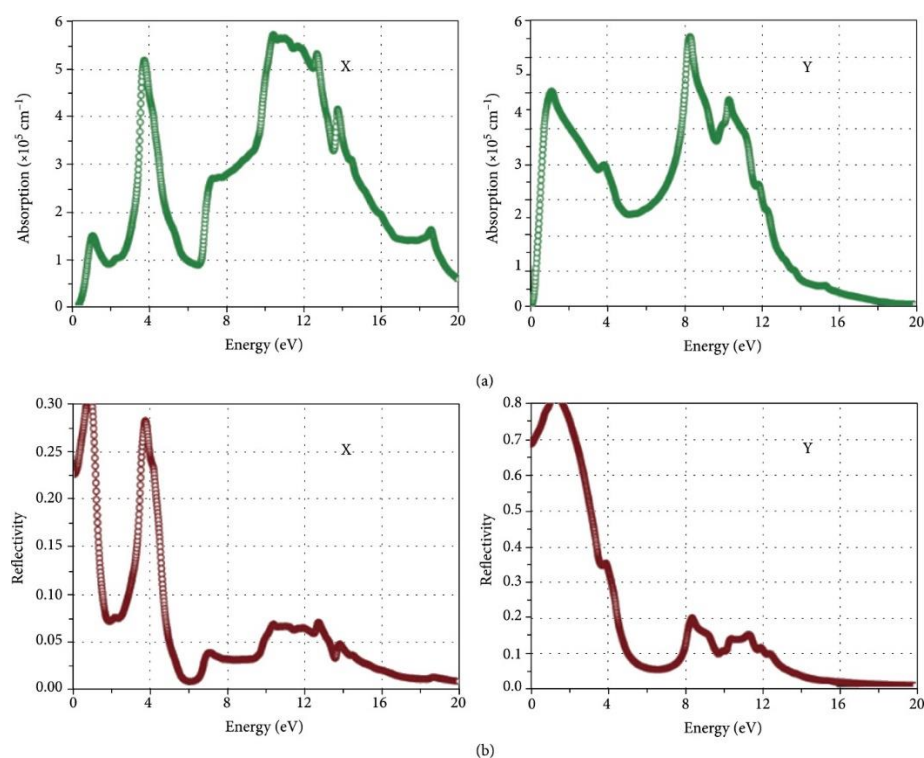 Absorption (×10⁵ cm⁻¹)
6
5
4
3
2
1
0
X
0 4 8 12 16 20
Energy (eV)
Absorption (×10⁵ cm⁻¹)
6
5
4
3
2
1
0
Y
0 4 8 12 16 20
Energy (eV)
(a)
Reflectivity
0.30
0.25
0.20
0.15
0.10
0.05
0.00
X
0 4 8 12 16 20
Energy (eV)
Reflectivity
0.8
0.7
0.6
0.5
0.4
0.3
0.2
0.1
0.0
Y
0 4 8 12 16 20
Energy (eV)
(b)